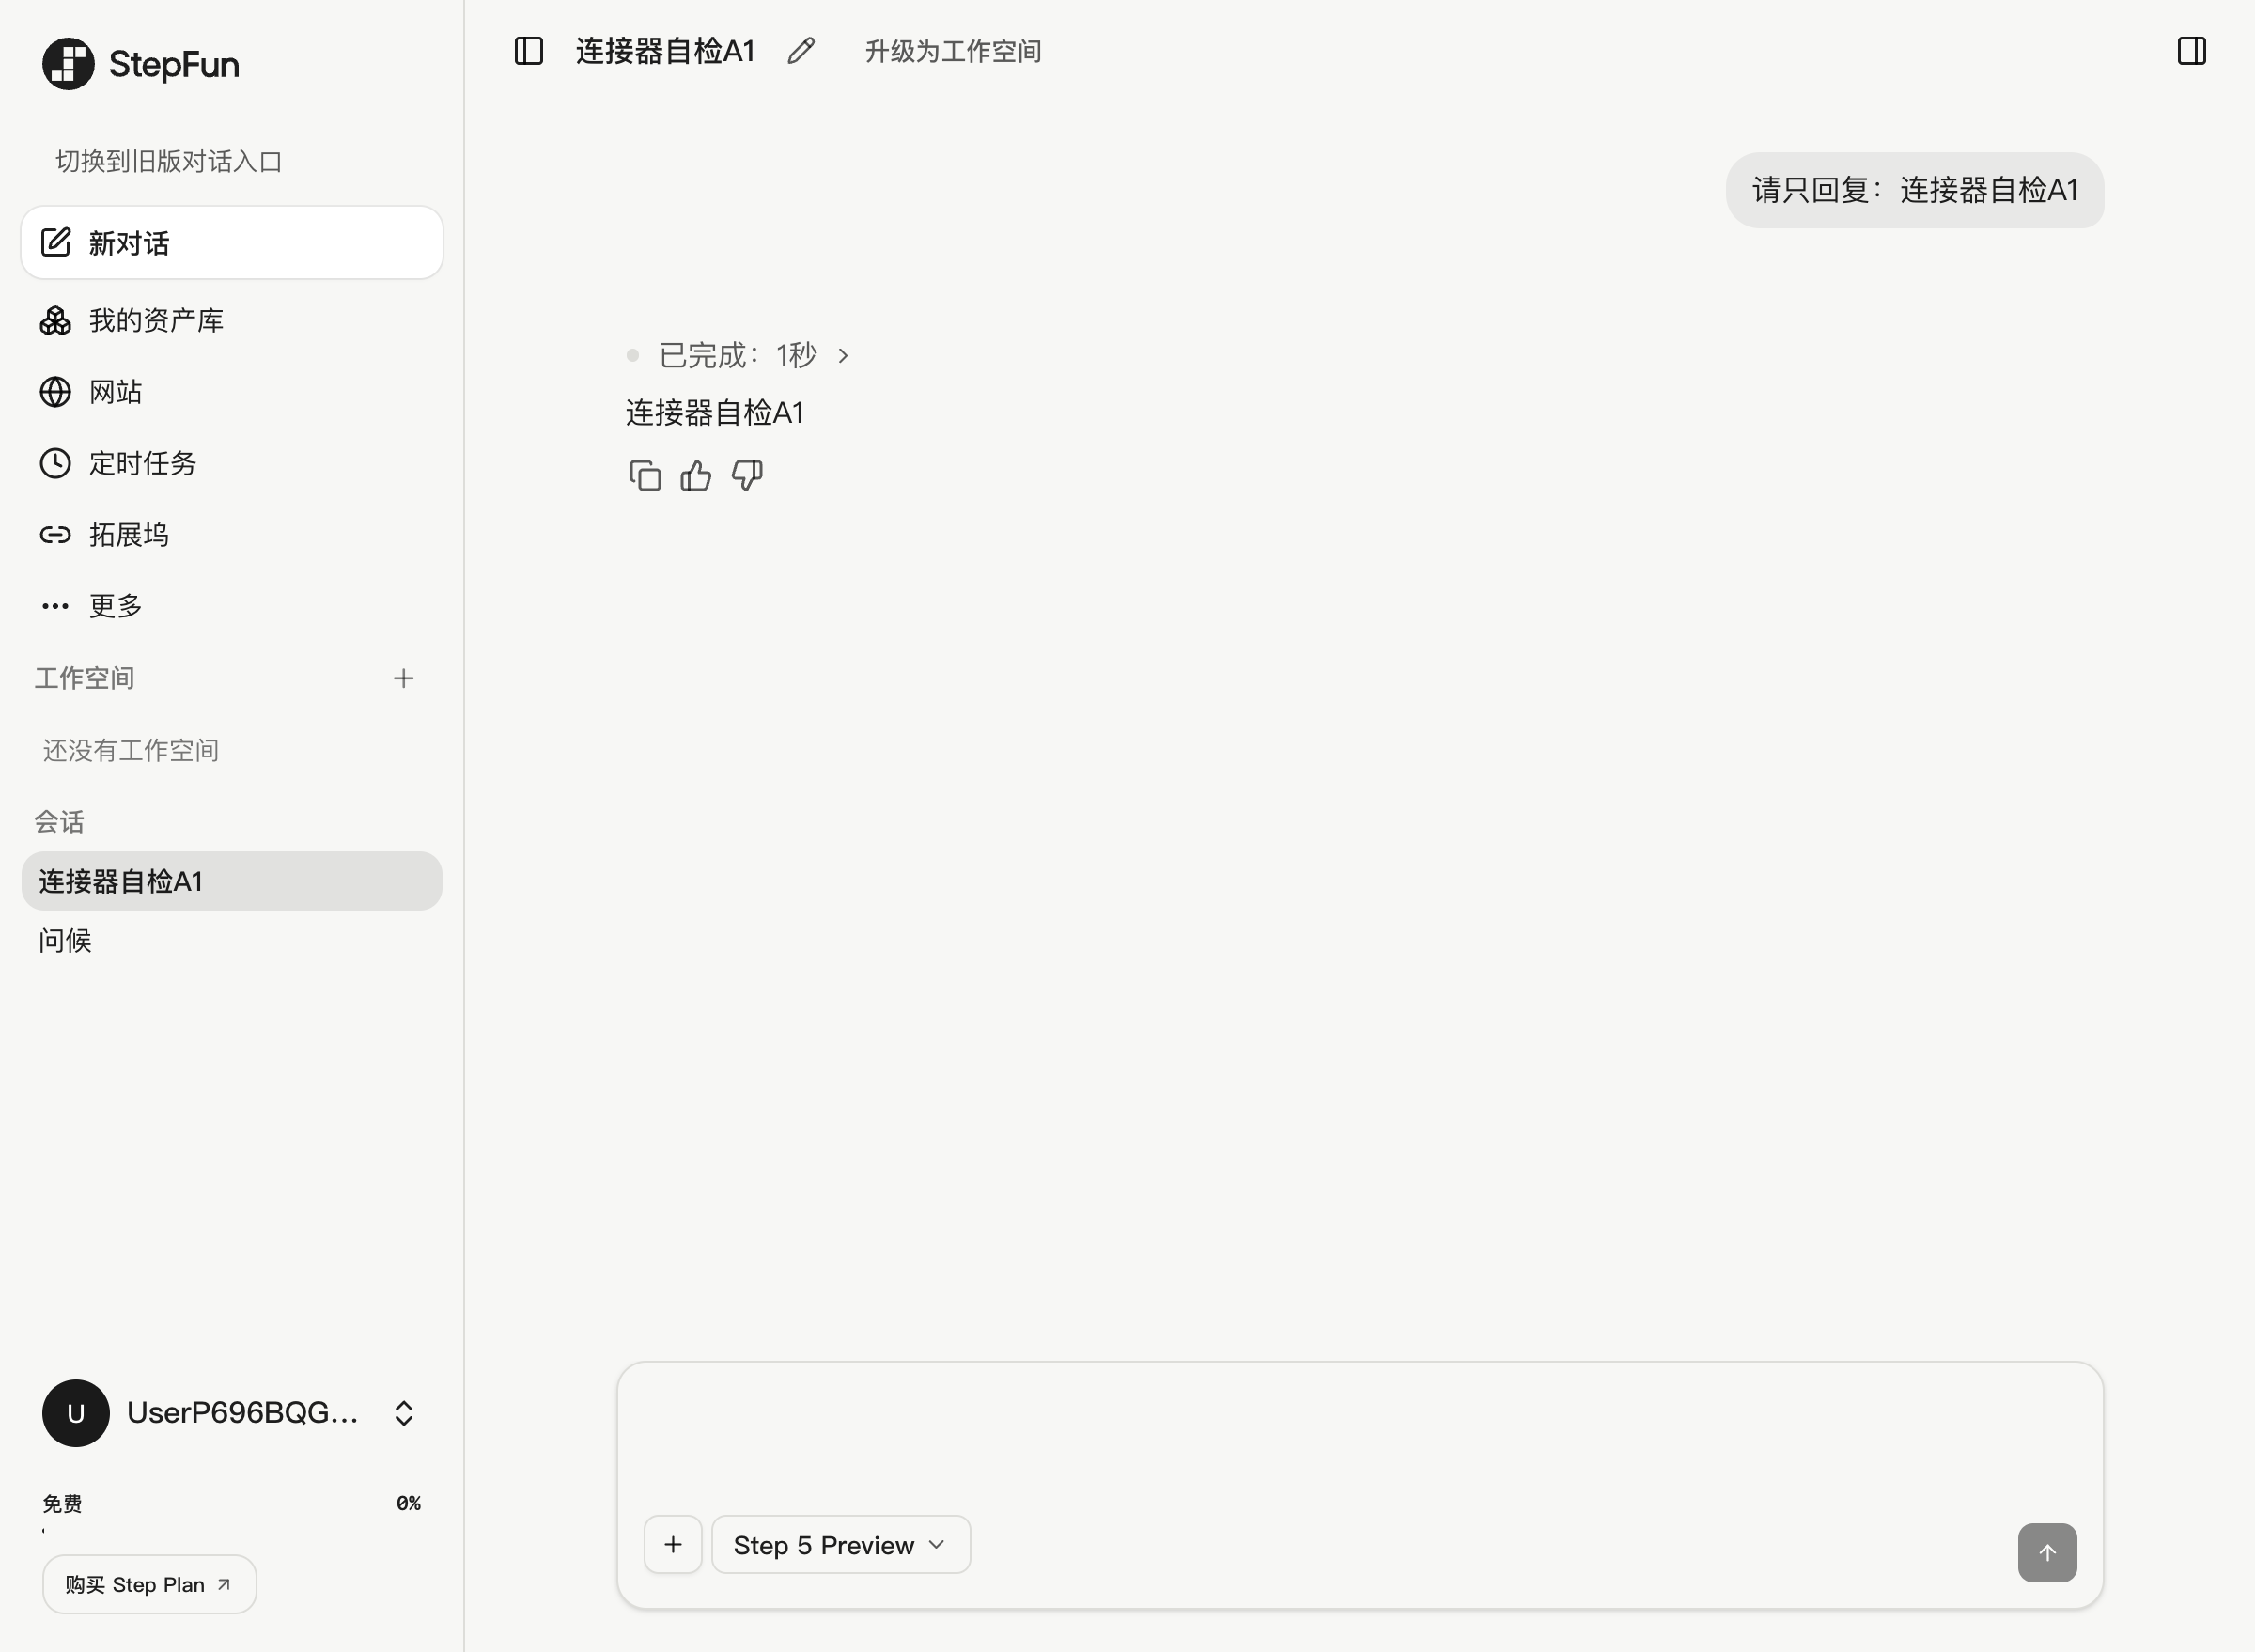 StepFun
切换到旧版对话入口
新对话
我的资产库
网站
定时任务
拓展坞
更多
工作空间
还没有工作空间
会话
连接器自检A1
问候
U
UserP696BQG...
免费
0%
购买 Step Plan
连接器自检A1
升级为工作空间
请只回复：连接器自检A1
已完成：1秒
连接器自检A1
Step 5 Preview